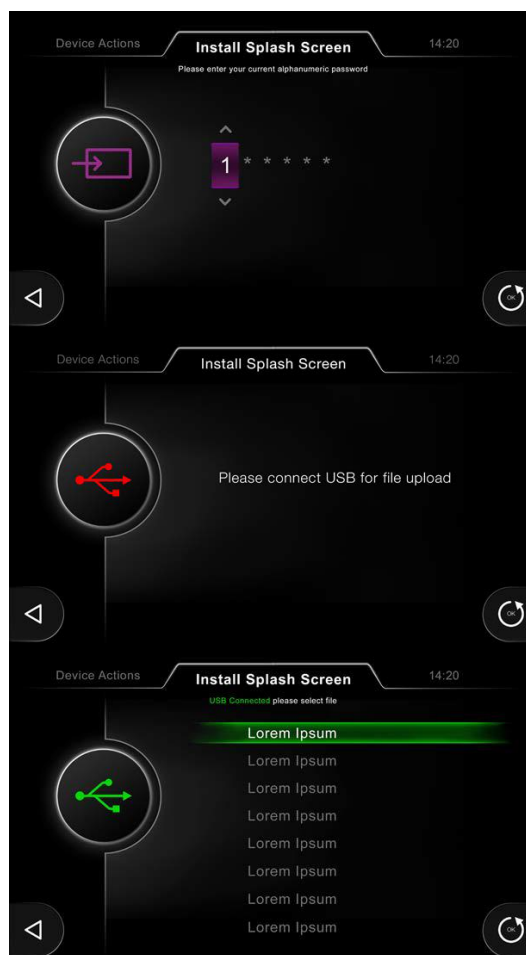 Device Actions Install Splash Screen 14:20
Please enter your current alphanumeric password
1 * * * * *
OK
Device Actions Install Splash Screen 14:20
Please connect USB for file upload
OK
Device Actions Install Splash Screen 14:20
USB Connected please select file
Lorem Ipsum
Lorem Ipsum
Lorem Ipsum
Lorem Ipsum
Lorem Ipsum
Lorem Ipsum
Lorem Ipsum
Lorem Ipsum
OK